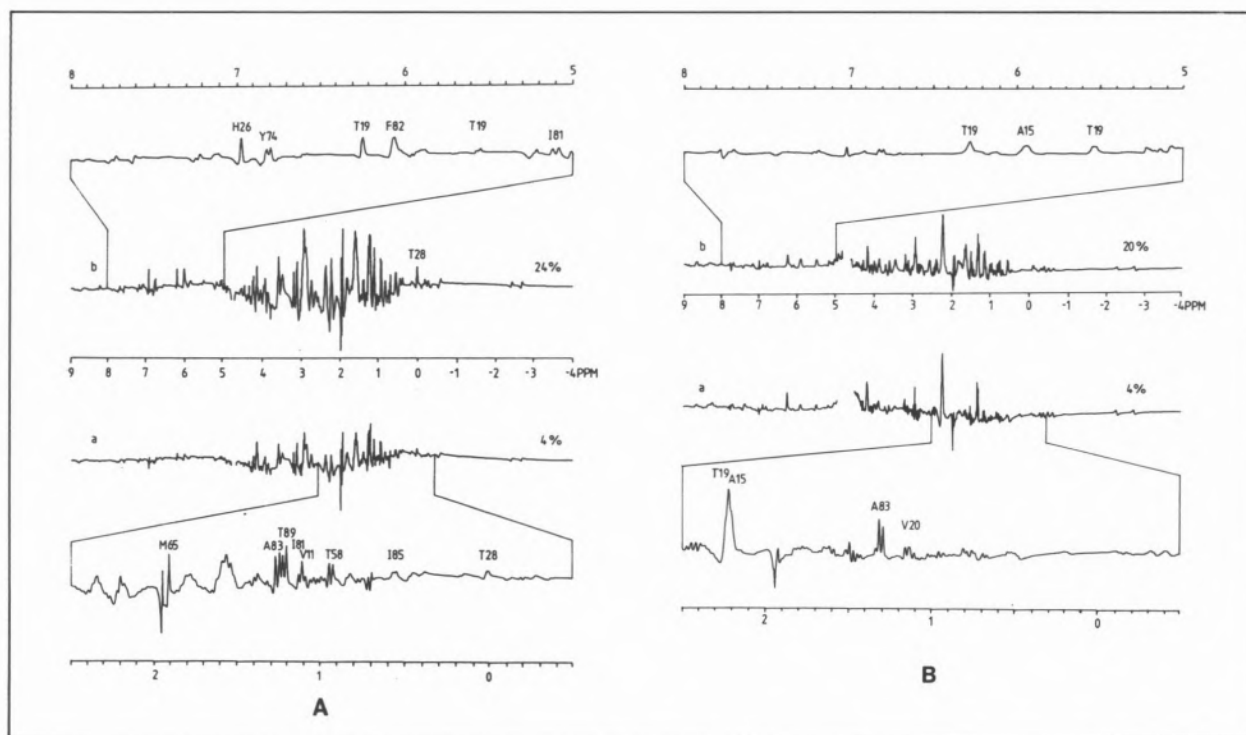 8 7 6 5
H26 Y74 T19 F82 T19 I81
b T28 24%
9 8 7 6 5 4 3 2 1 0 -1 -2 -3 -4PPM
a 4%
M65 A83 T89 I81 V11 T58 I85 T28
2 1 0
A
8 7 6 5
T19 A15 T19
b 20%
9 8 7 6 5 4 3 2 1 0 -1 -2 -3 -4PPM
a 4%
T19 A15 A83 V20
2 1 0
B